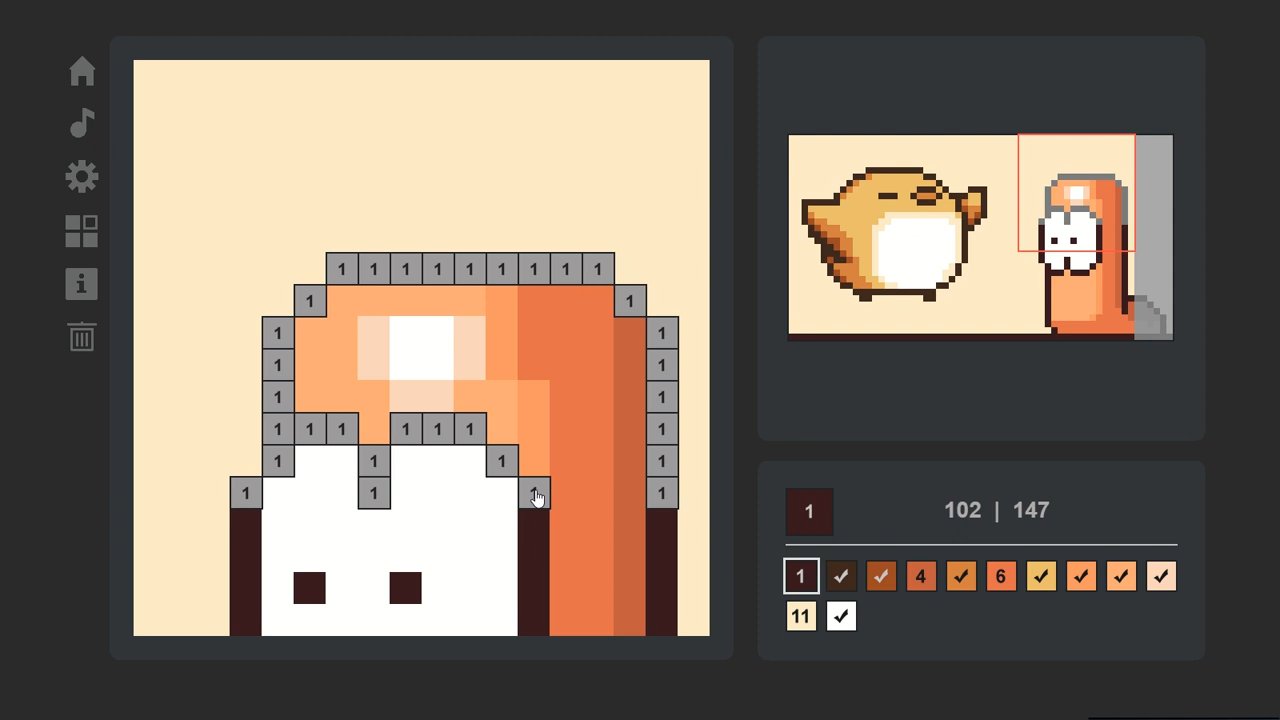 1 1 1 1 1 1 1 1 1
1 1
1 1
1 1
1 1
1 1 1 1 1 1 1
1 1 1 1
1 1 1 1
1 102 | 147
1 4 6
11